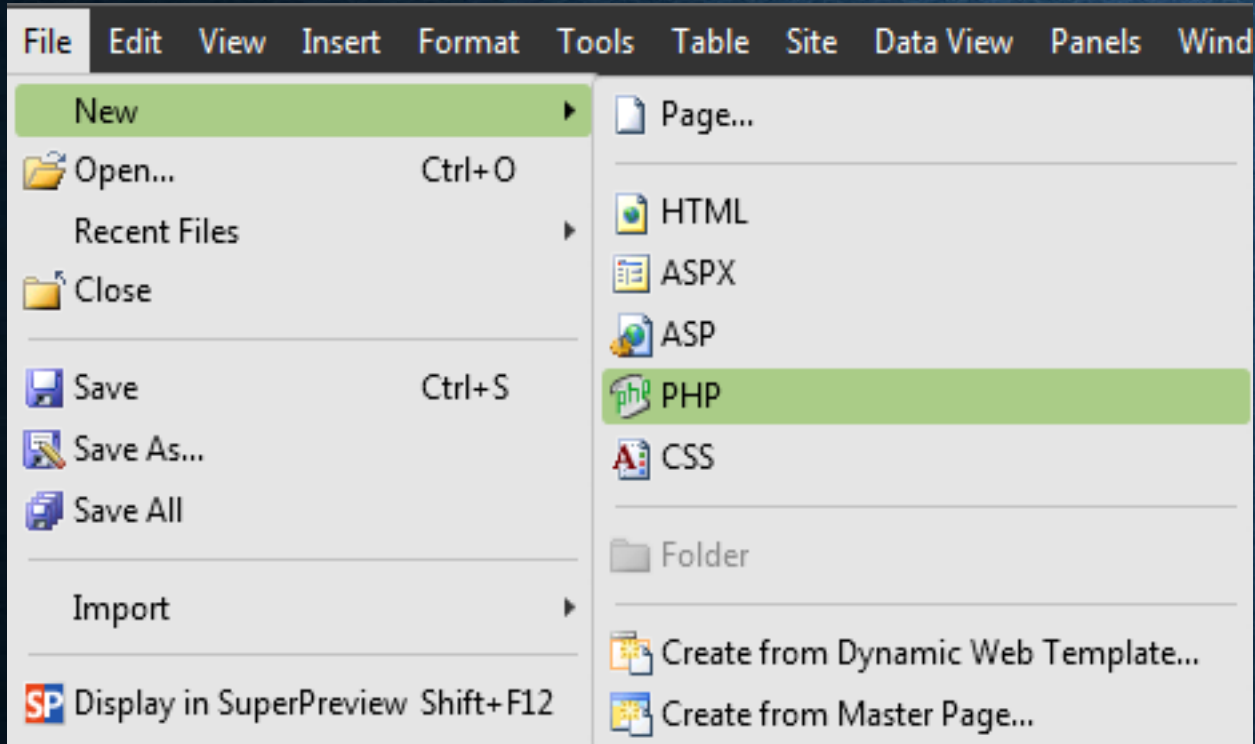 File Edit View Insert Format Tools Table Site Data View Panels Wind
New
Open... Ctrl+O
Recent Files
Close
Save Ctrl+S
Save As...
Save All
Import
SP Display in SuperPreview Shift+F12
Page...
HTML
ASPX
ASP
php PHP
A CSS
Folder
Create from Dynamic Web Template...
Create from Master Page...